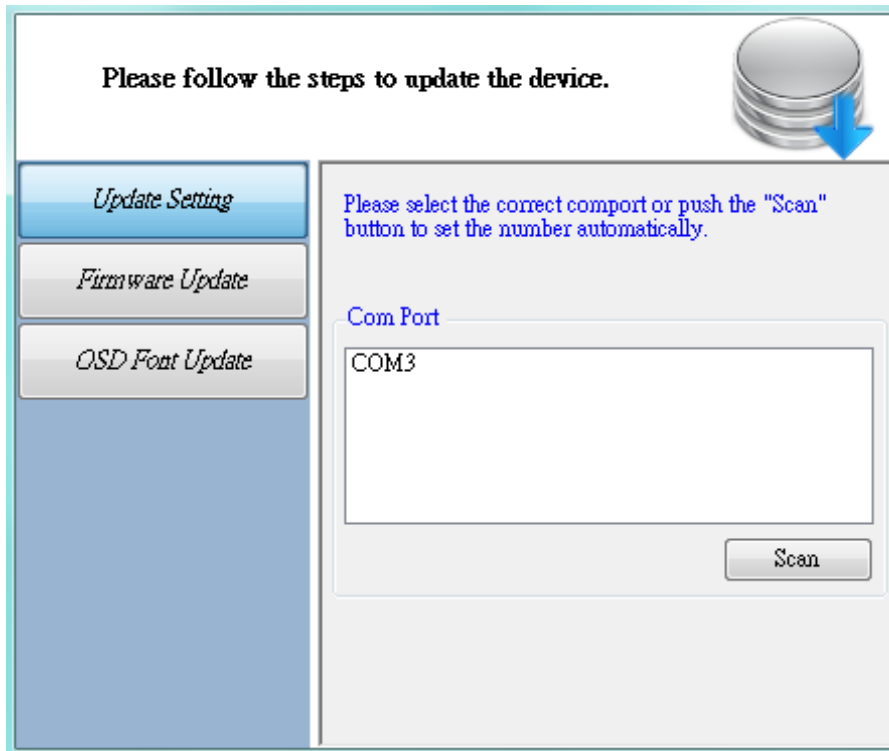 Please follow the steps to update the device.
Update Setting
Firmware Update
OSD Font Update
Please select the correct comport or push the "Scan"
button to set the number automatically.
Com Port
COM3
Scan